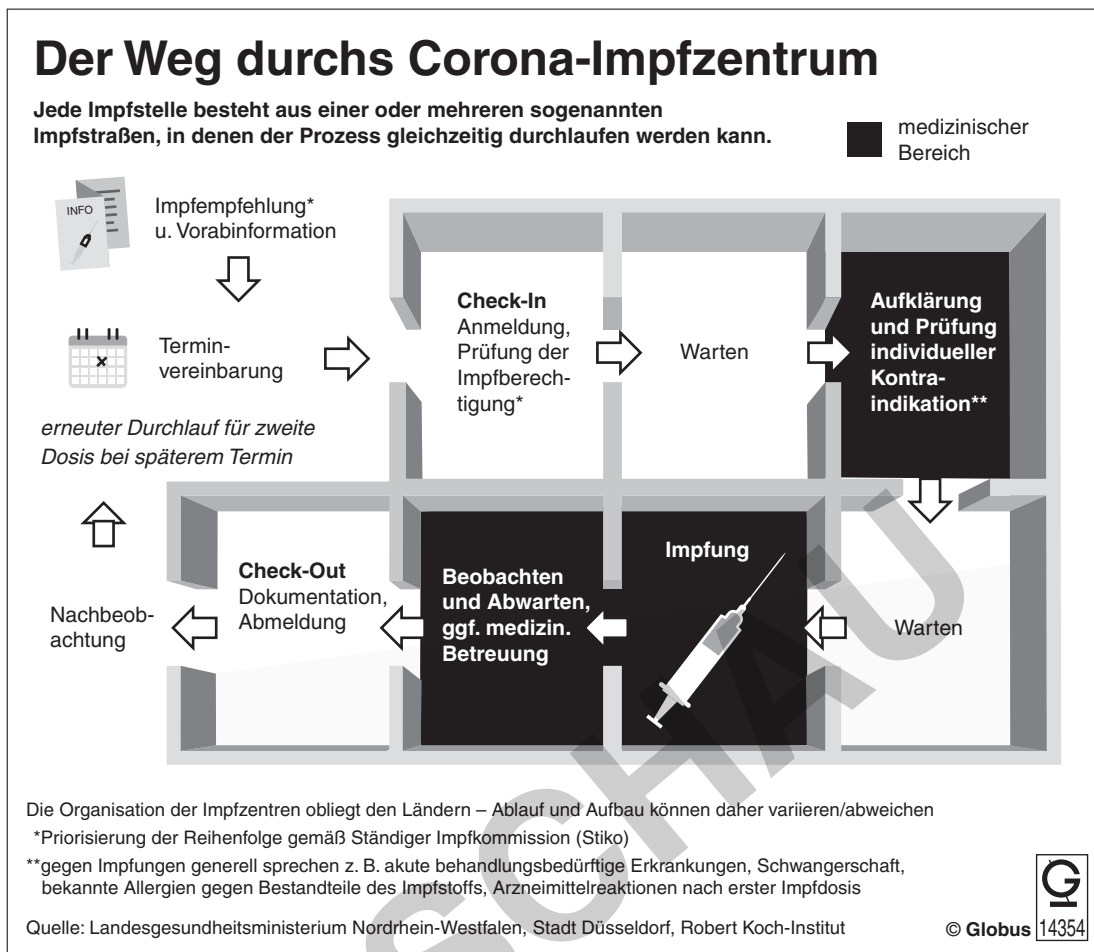 Der Weg durchs Corona-Impfzentrum
Jede Impfstelle besteht aus einer oder mehreren sogenannten
Impfstraßen, in denen der Prozess gleichzeitig durchlaufen werden kann.
medizinischer
Bereich
INFO
Impfempfehlung*
u. Vorabinformation
Termin-
vereinbarung
Check-In
Anmeldung,
Prüfung der
Impfberech-
tigung*
Warten
Aufklärung
und Prüfung
individueller
Kontra-
indikation**
Warten
Impfung
Beobachten
und Abwarten,
ggf. medizin.
Betreuung
Check-Out
Dokumentation,
Abmeldung
Nachbeob-
achtung
erneuter Durchlauf für zweite
Dosis bei späterem Termin
Die Organisation der Impfzentren obliegt den Ländern – Ablauf und Aufbau können daher variieren/abweichen
*Priorisierung der Reihenfolge gemäß Ständiger Impfkommission (Stiko)
**gegen Impfungen generell sprechen z. B. akute behandlungsbedürftige Erkrankungen, Schwangerschaft,
bekannte Allergien gegen Bestandteile des Impfstoffs, Arzneimittelreaktionen nach erster Impfdosis
Quelle: Landesgesundheitsministerium Nordrhein-Westfalen, Stadt Düsseldorf, Robert Koch-Institut
© Globus
G
14354
SCHAU